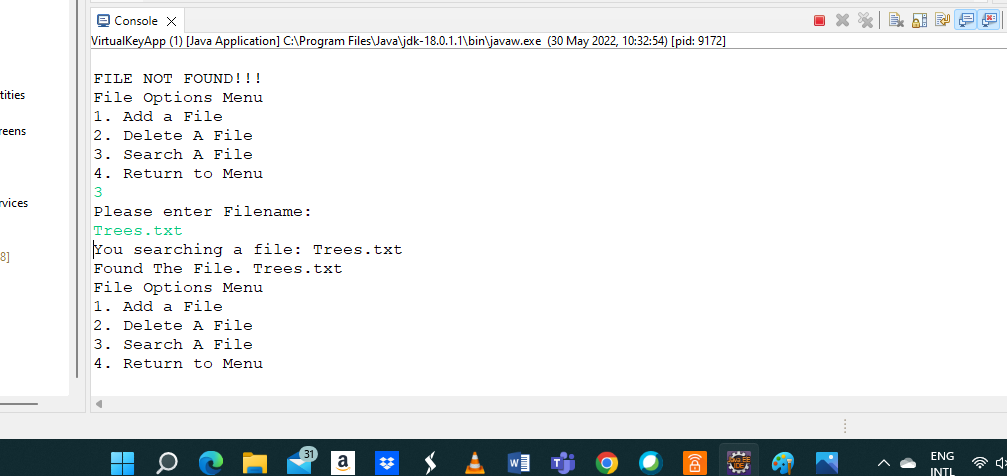 Console
VirtualKeyApp (1) [Java Application] C:\Program Files\Java\jdk-18.0.1.1\bin\javaw.exe (30 May 2022, 10:32:54) [pid: 9172]
FILE NOT FOUND!!!
File Options Menu
1. Add a File
2. Delete A File
3. Search A File
4. Return to Menu
3
Please enter Filename:
Trees.txt
You searching a file: Trees.txt
Found The File. Trees.txt
File Options Menu
1. Add a File
2. Delete A File
3. Search A File
4. Return to Menu
tities
reens
rvices
8]
31
a
W
T
JAVA EE
IDE
ENG
INTL